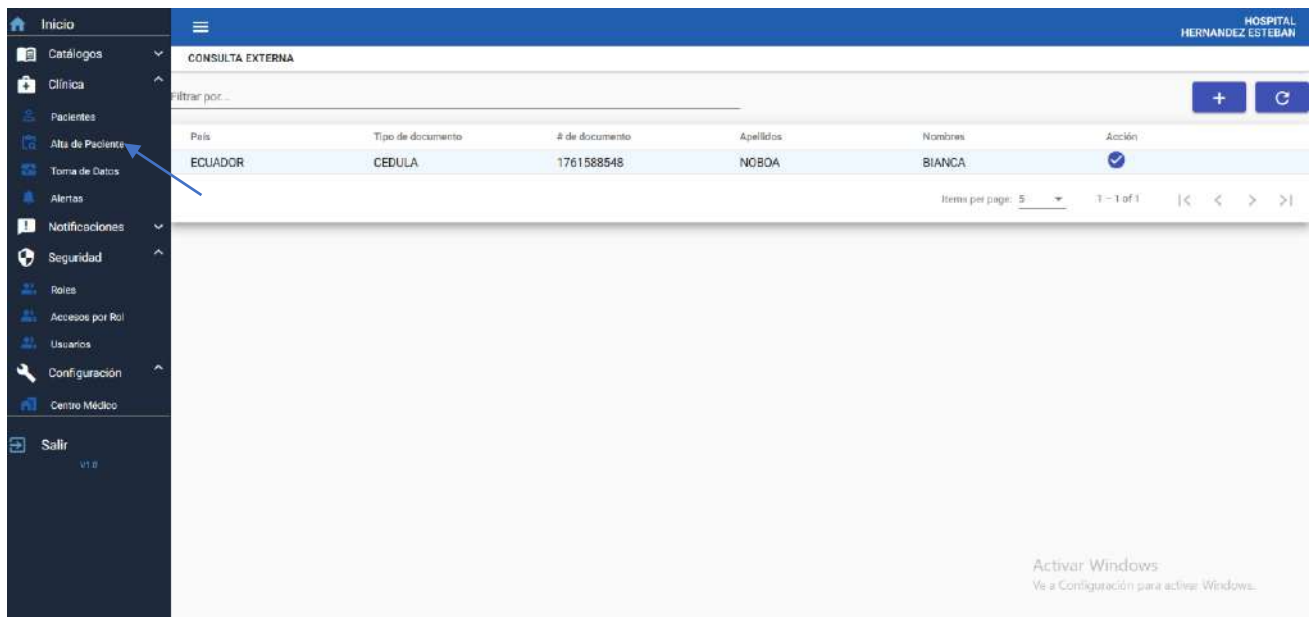 Inicio
Catálogos
Clínica
Pacientes
Alta de Paciente
Toma de Datos
Alertas
Notificaciones
Seguridad
Roles
Accesos por Rol
Usuarios
Configuración
Centro Médico
Salir
V1.0
HOSPITAL
HERNANDEZ ESTEBAN
CONSULTA EXTERNA
Filtrar por...
País Tipo de documento # de documento Apellidos Nombres Acción
ECUADOR CEDULA 1761588548 NOBOA BIANCA
Items per page: 5 1 – 1 of 1
Activar Windows
Ve a Configuración para activar Windows.